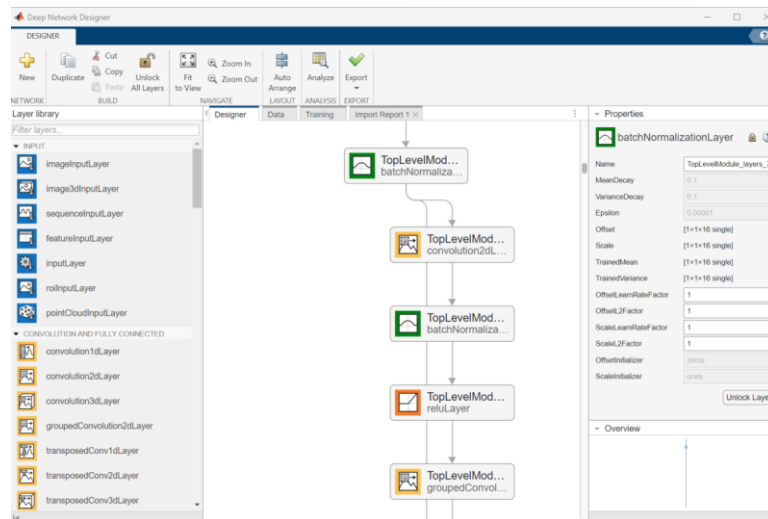 Deep Network Designer
DESIGNER
New
Duplicate
Cut
Copy
Paste
Unlock
All Layers
Fit
to View
Zoom In
Zoom Out
Auto
Arrange
Analyze
Export
NETWORK
BUILD
NAVIGATE
LAYOUT
ANALYSIS
EXPORT
Layer library
Filter layers...
INPUT
imageInputLayer
image3dInputLayer
sequenceInputLayer
featureInputLayer
inputLayer
roiInputLayer
pointCloudInputLayer
CONVOLUTION AND FULLY CONNECTED
convolution1dLayer
convolution2dLayer
convolution3dLayer
groupedConvolution2dLayer
transposedConv1dLayer
transposedConv2dLayer
transposedConv3dLayer
Designer
Data
Training
Import Report 1
TopLevelMod...
batchNormaliza...
TopLevelMod...
convolution2dL...
TopLevelMod...
batchNormaliza...
TopLevelMod...
reluLayer
TopLevelMod...
groupedConvol...
Properties
batchNormalizationLayer
Name TopLevelModule_layers_
MeanDecay 0.1
VarianceDecay 0.1
Epsilon 0.00001
Offset [1×1×16 single]
Scale [1×1×16 single]
TrainedMean [1×1×16 single]
TrainedVariance [1×1×16 single]
OffsetLearnRateFactor 1
OffsetL2Factor 1
ScaleLearnRateFactor 1
ScaleL2Factor 1
OffsetInitializer zeros
ScaleInitializer ones
Unlock Laye
Overview